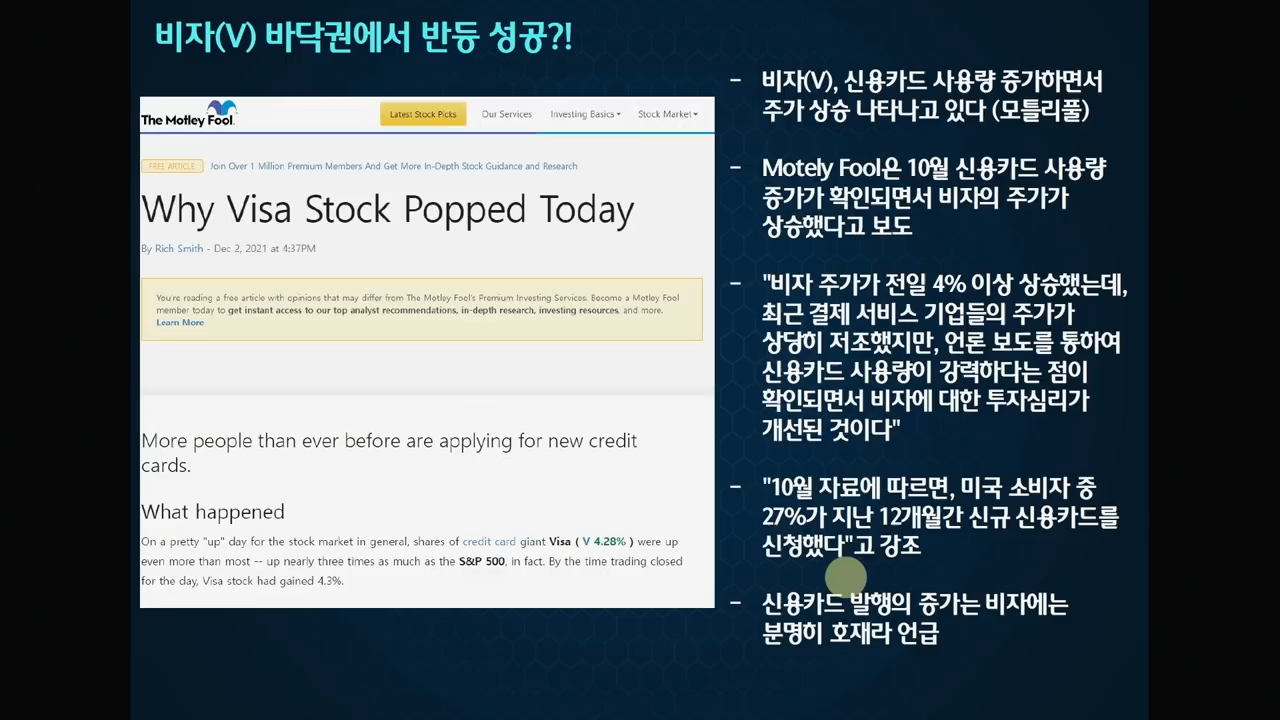 비자(V) 바닥권에서 반등 성공?!
The Motley Fool.
Latest Stock Picks
Our Services
Investing Basics
Stock Market
FREE ARTICLE
Join Over 1 Million Premium Members And Get More In-Depth Stock Guidance and Research
Why Visa Stock Popped Today
By Rich Smith - Dec 2, 2021 at 4:37PM
You're reading a free article with opinions that may differ from The Motley Fool's Premium Investing Services. Become a Motley Fool
member today to get instant access to our top analyst recommendations, in-depth research, investing resources, and more.
Learn More
More people than ever before are applying for new credit
cards.
What happened
On a pretty "up" day for the stock market in general, shares of credit card giant Visa ( V 4.28% ) were up
even more than most -- up nearly three times as much as the S&P 500, in fact. By the time trading closed
for the day, Visa stock had gained 4.3%.
- 비자(V), 신용카드 사용량 증가하면서
주가 상승 나타나고 있다 (모틀리풀)
- Motely Fool은 10월 신용카드 사용량
증가가 확인되면서 비자의 주가가
상승했다고 보도
- "비자 주가가 전일 4% 이상 상승했는데,
최근 결제 서비스 기업들의 주가가
상당히 저조했지만, 언론 보도를 통하여
신용카드 사용량이 강력하다는 점이
확인되면서 비자에 대한 투자심리가
개선된 것이다"
- "10월 자료에 따르면, 미국 소비자 중
27%가 지난 12개월간 신규 신용카드를
신청했다"고 강조
- 신용카드 발행의 증가는 비자에는
분명히 호재라 언급